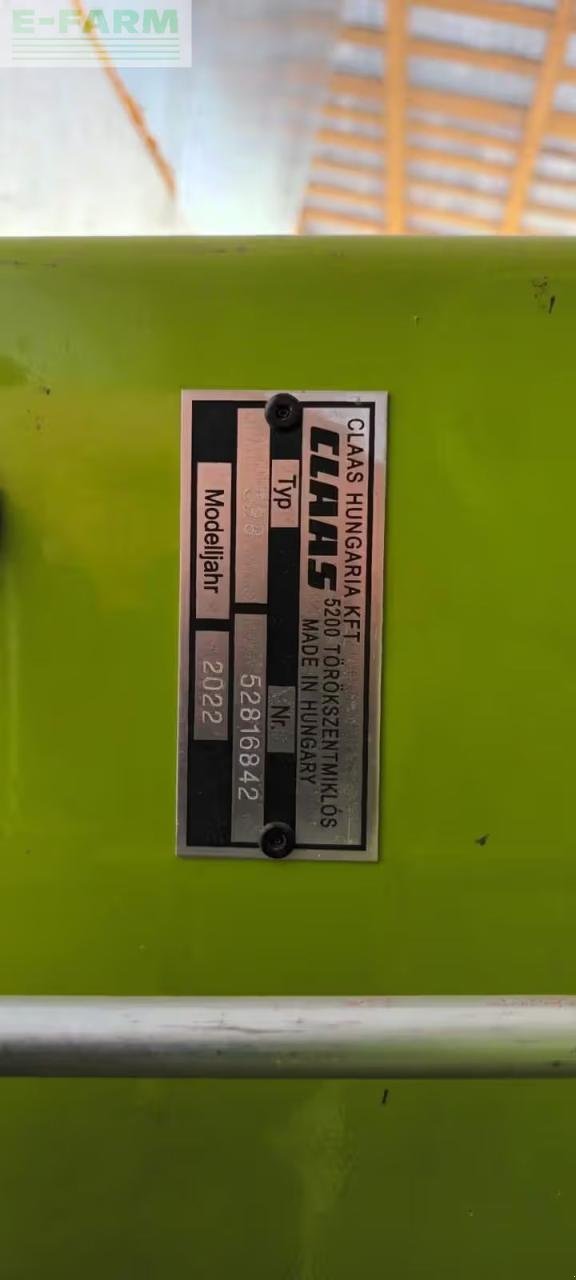 E-FARM
CLAAS HUNGARIA KFT
CLAAS
5200 TÖRÖKSZENTMIKLÓS
MADE IN HUNGARY
Typ
Nr.
52816842
Modelljahr
2022